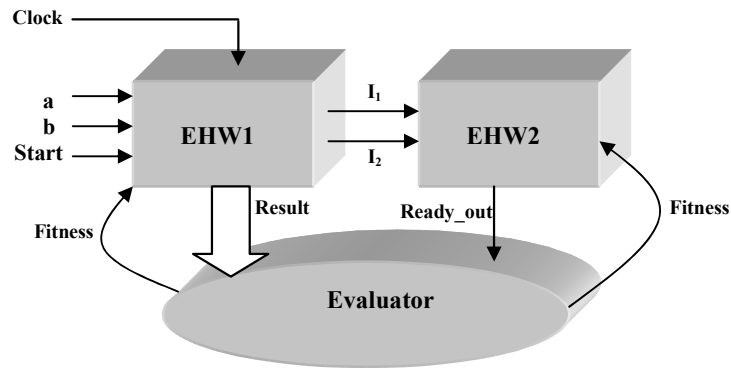 Clock
a
b
Start
EHW1
I₁
I₂
EHW2
Result
Ready_out
Fitness
Fitness
Evaluator